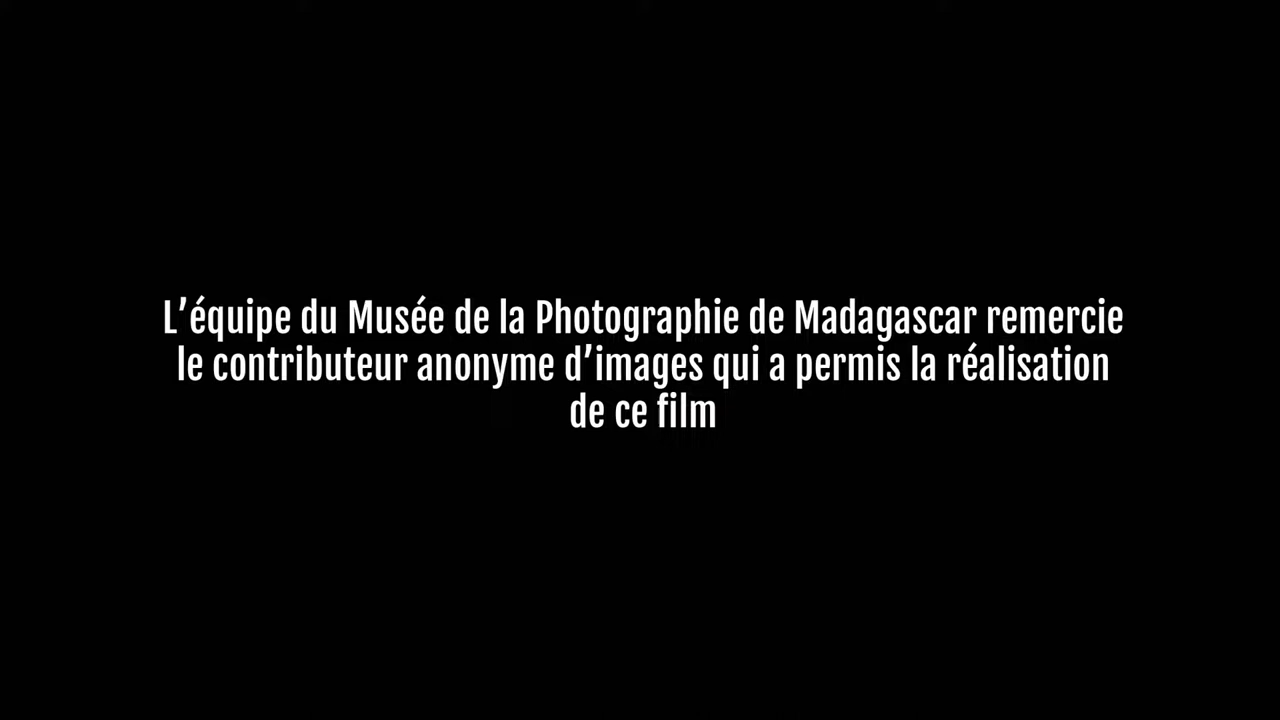 L’équipe du Musée de la Photographie de Madagascar remercie
le contributeur anonyme d’images qui a permis la réalisation
de ce film